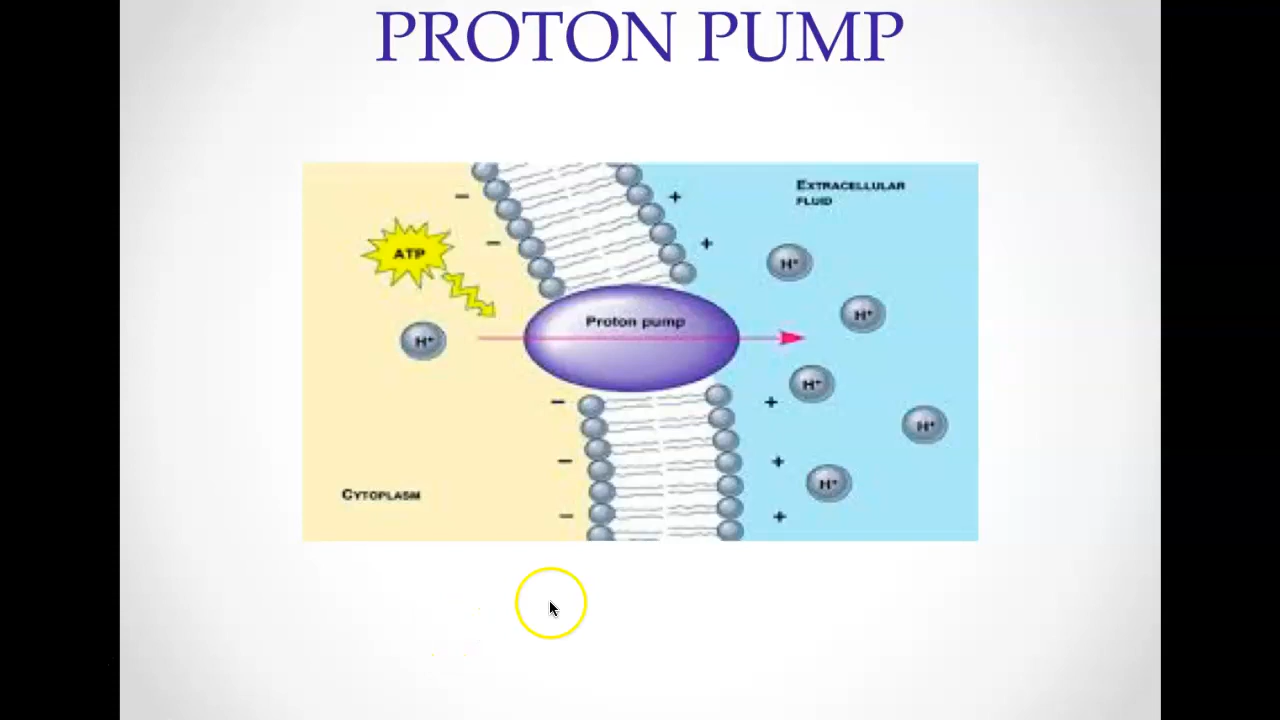 PROTON PUMP
EXTRACELLULAR
FLUID
− +
− +
ATP
H+
H+
Proton pump
H+
H+
− +
H+
− +
H+
CYTOPLASM
− +